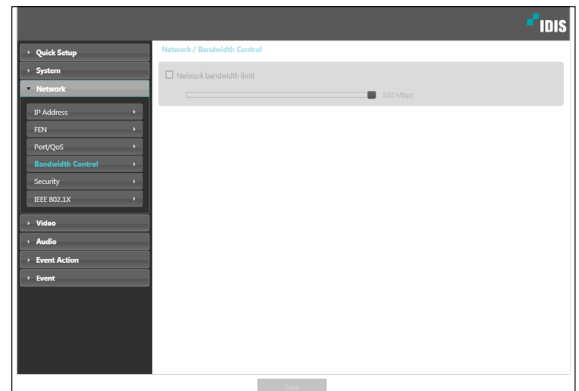 IDIS
Quick Setup
System
Network
IP Address
FEN
Port/QoS
Bandwidth Control
Security
IEEE 802.1X
Video
Audio
Event Action
Event
Network / Bandwidth Control
Network bandwidth limit
100 Mbps
Save